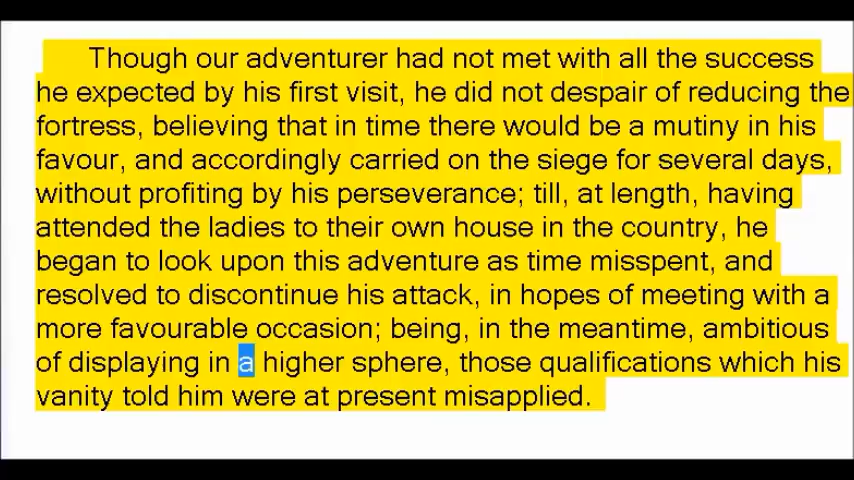 Though our adventurer had not met with all the success
he expected by his first visit, he did not despair of reducing the
fortress, believing that in time there would be a mutiny in his
favour, and accordingly carried on the siege for several days,
without profiting by his perseverance; till, at length, having
attended the ladies to their own house in the country, he
began to look upon this adventure as time misspent, and
resolved to discontinue his attack, in hopes of meeting with a
more favourable occasion; being, in the meantime, ambitious
of displaying in a higher sphere, those qualifications which his
vanity told him were at present misapplied.